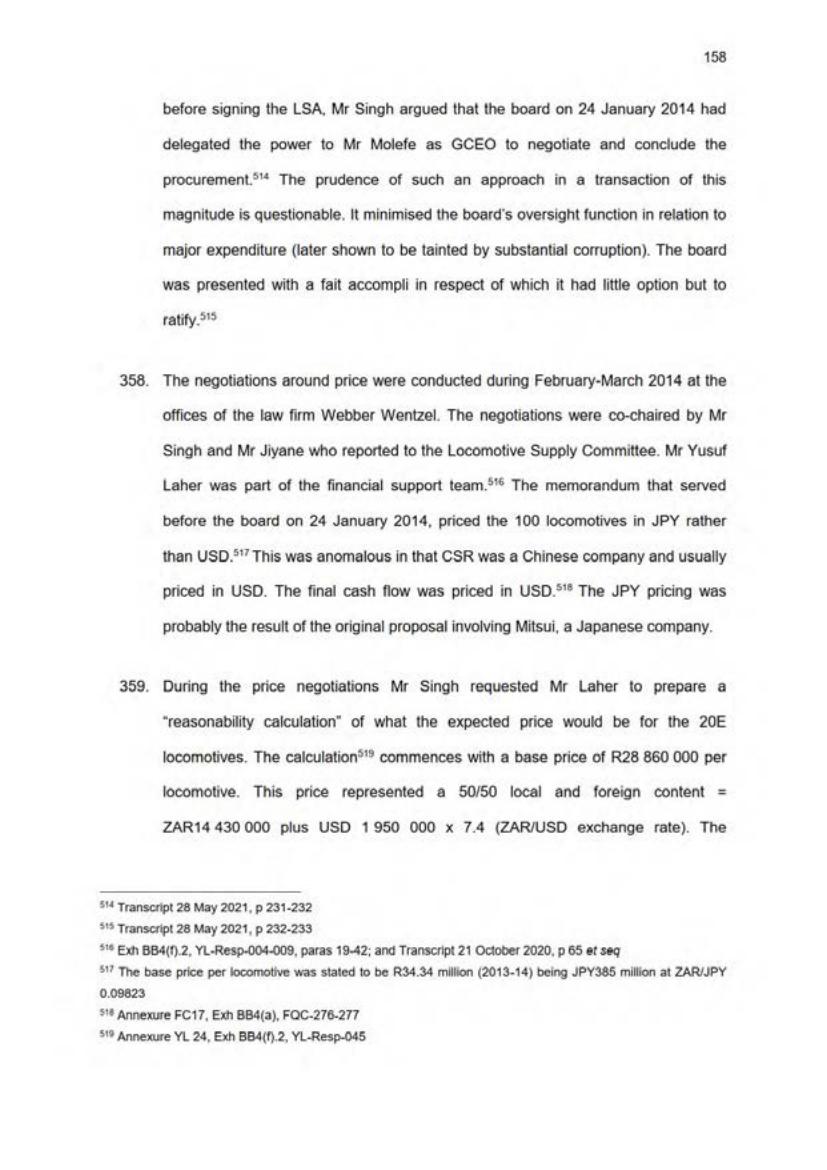 158
before signing the LSA, Mr Singh argued that the board on 24 January 2014 had
delegated the power to Mr Molefe as GCEO to negotiate and conclude the
procurement.514 The prudence of such an approach in a transaction of this
magnitude is questionable. It minimised the board's oversight function in relation to
major expenditure (later shown to be tainted by substantial corruption). The board
was presented with a fait accompli in respect of which it had little option but to
ratify.515
358. The negotiations around price were conducted during February-March 2014 at the
offices of the law firm Webber Wentzel. The negotiations were co-chaired by Mr
Singh and Mr Jiyane who reported to the Locomotive Supply Committee. Mr Yusuf
Laher was part of the financial support team.516 The memorandum that served
before the board on 24 January 2014, priced the 100 locomotives in JPY rather
than USD.517 This was anomalous in that CSR was a Chinese company and usually
priced in USD. The final cash flow was priced in USD.518 The JPY pricing was
probably the result of the original proposal involving Mitsui, a Japanese company.
359. During the price negotiations Mr Singh requested Mr Laher to prepare a
"reasonability calculation" of what the expected price would be for the 20E
locomotives. The calculation519 commences with a base price of R28 860 000 per
locomotive. This price represented a 50/50 local and foreign content =
ZAR14 430 000 plus USD 1 950 000 x 7.4 (ZAR/USD exchange rate). The
514 Transcript 28 May 2021, p 231-232
515 Transcript 28 May 2021, p 232-233
516 Exh BB4(f).2, YL-Resp-004-009, paras 19-42; and Transcript 21 October 2020, p 65 et seq
517 The base price per locomotive was stated to be R34.34 million (2013-14) being JPY385 million at ZAR/JPY
0.09823
518 Annexure FC17, Exh BB4(a), FQC-276-277
519 Annexure YL 24, Exh BB4(f).2, YL-Resp-045